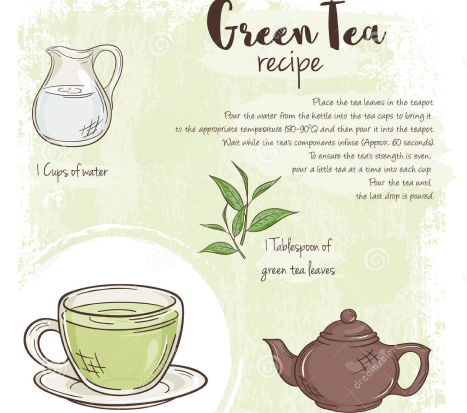 Green Tea
recipe
Place the tea leaves in the teapot.
Pour the water from the kettle into the tea cups to bring it
to the appropriate temperature (80-90°C) and then pour it into the teapot.
Wait while the tea's components infuse (Approx. 60 seconds)
To ensure the tea's strength is even,
pour a little tea at a time into each cup.
Pour the tea until
the last drop is poured.
1 Cups of water
1 Tablespoon of
green tea leaves
dreamstime